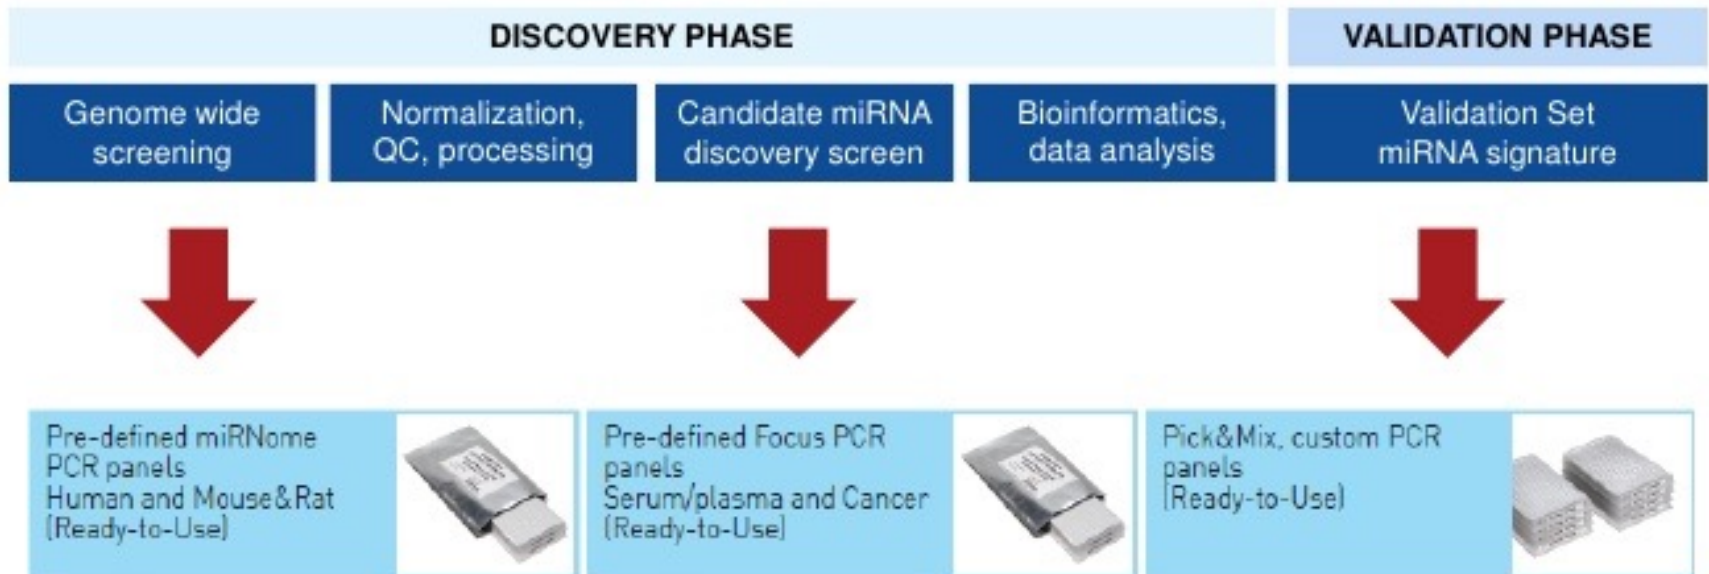 DISCOVERY PHASE
VALIDATION PHASE
Genome wide
screening
Normalization,
QC, processing
Candidate miRNA
discovery screen
Bioinformatics,
data analysis
Validation Set
miRNA signature
Pre-defined miRNome
PCR panels
Human and Mouse&Rat
(Ready-to-Use)
Pre-defined Focus PCR
panels
Serum/plasma and Cancer
(Ready-to-Use)
Pick&Mix, custom PCR
panels
(Ready-to-Use)